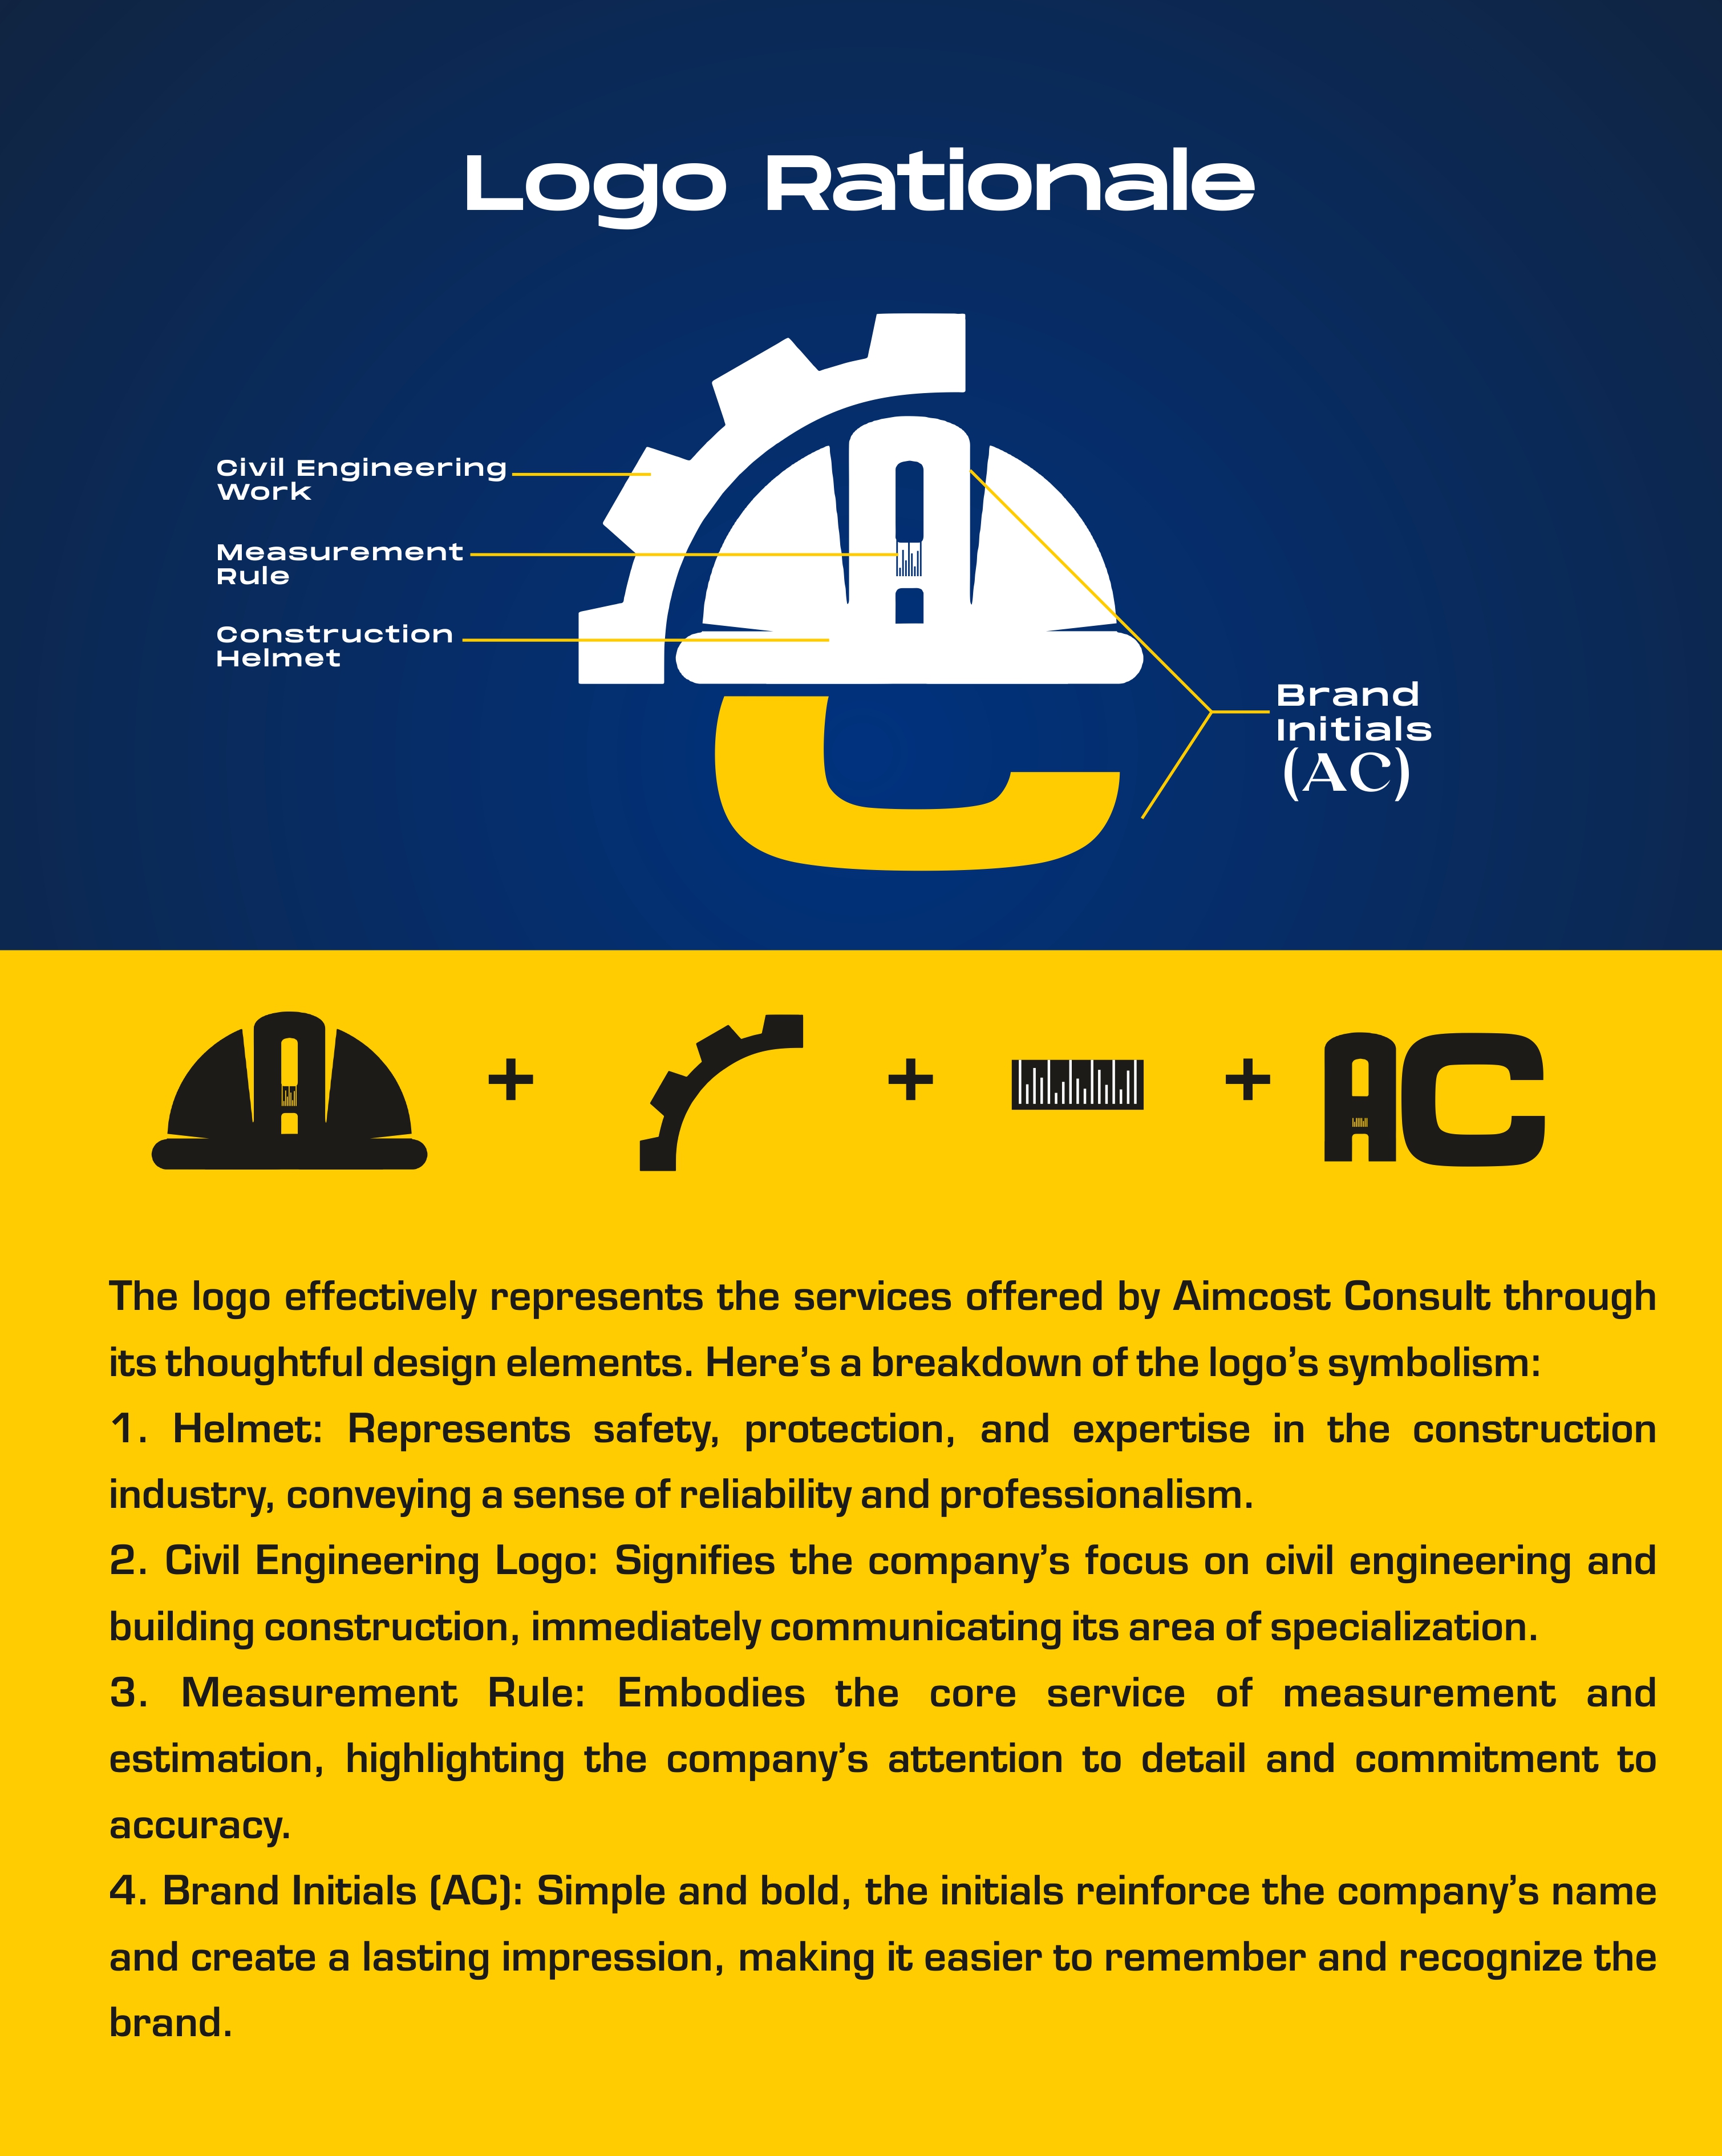 Logo Rationale
Civil Engineering
Work
Measurement
Rule
Construction
Helmet
Brand
Initials
(AC)
AC
The logo effectively represents the services offered by Aimcost Consult through
its thoughtful design elements. Here’s a breakdown of the logo’s symbolism:
1. Helmet: Represents safety, protection, and expertise in the construction
industry, conveying a sense of reliability and professionalism.
2. Civil Engineering Logo: Signifies the company’s focus on civil engineering and
building construction, immediately communicating its area of specialization.
3. Measurement Rule: Embodies the core service of measurement and
estimation, highlighting the company’s attention to detail and commitment to
accuracy.
4. Brand Initials (AC): Simple and bold, the initials reinforce the company’s name
and create a lasting impression, making it easier to remember and recognize the
brand.